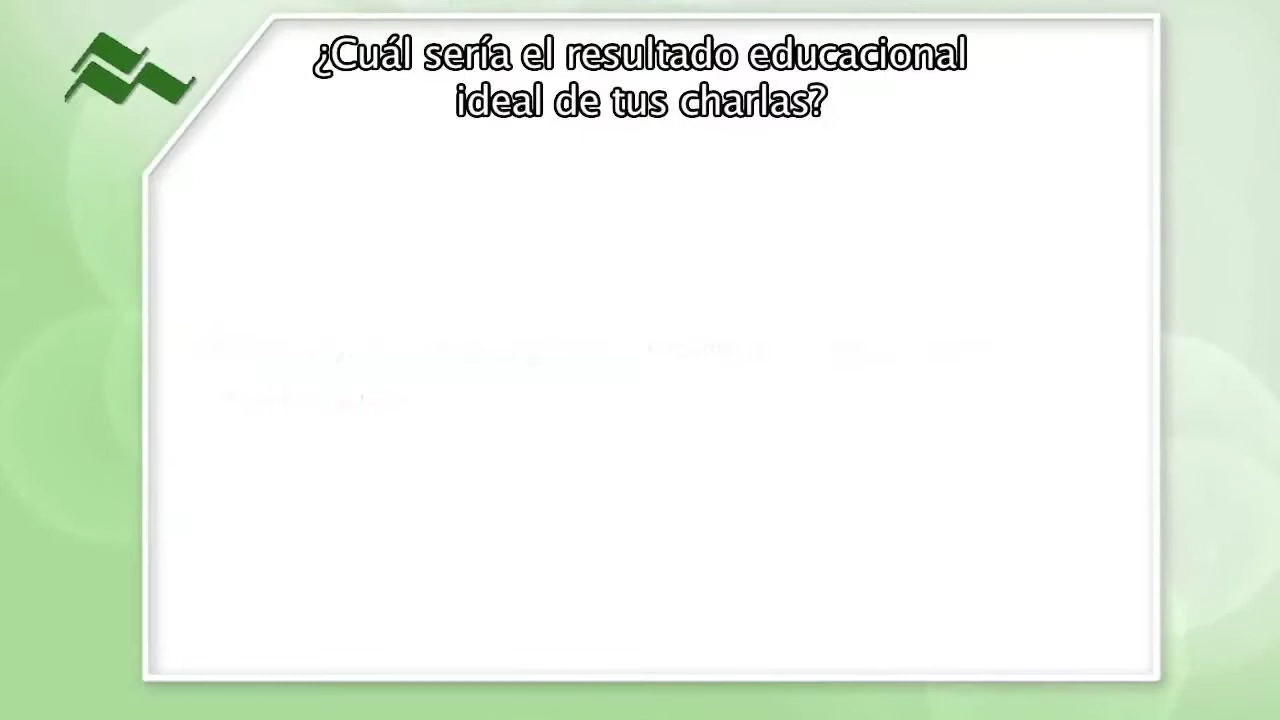 ¿Cuál sería el resultado educacional
ideal de tus charlas?